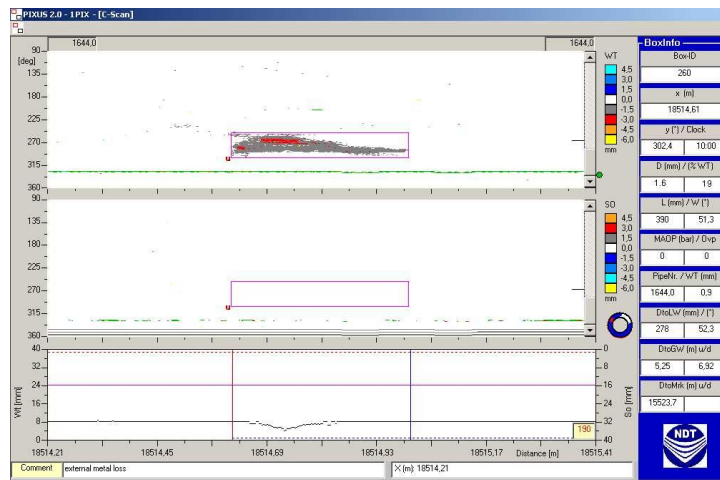 PIXUS 2.0 - 1PIX - [C-Scan]
1644,0 1644,0
[deg]
90
135
180
225
270
315
360
WT
4,5
3,0
1,5
0,0
-1,5
-3,0
-4,5
-6,0
mm
90
135
180
225
270
315
360
SO
4,5
3,0
1,5
0,0
-1,5
-3,0
-4,5
-6,0
mm
Wt [mm]
40
32
24
16
8
0
0
8
16
24
32
40
So [mm]
190
18514,21 18514,45 18514,69 18514,93 18515,17 Distance [m] 18515,41
Comment external metal loss X (m): 18514,21
BoxInfo
Box-ID
260
x (m)
18514,61
y (°) / Clock
302,4 10:00
D (mm) / (% WT)
1.6 19
L (mm) / W (°)
390 51,3
MAOP (bar) / Ovp
0 0
PipeNr. / WT (mm)
1644,0 0,9
DtoLW (mm) / (°)
278 52,3
DtoGW (m) u/d
5,25 6,92
DtoMrk (m) u/d
15523,7
NDT